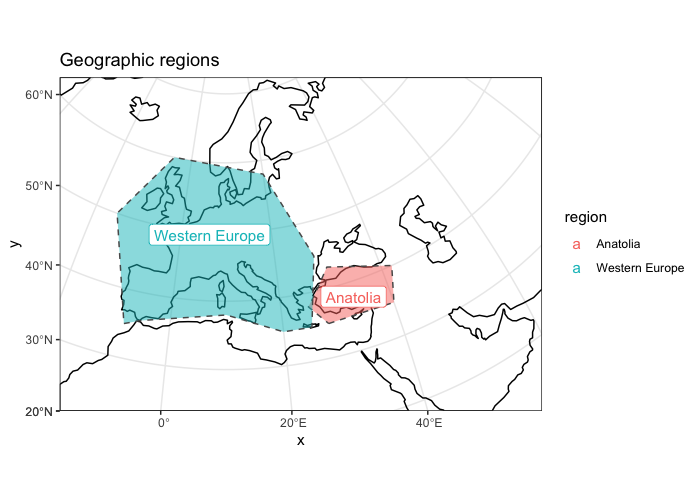 Geographic regions
60°N
50°N
40°N
30°N
20°N
y
Western Europe
Anatolia
0°
20°E
40°E
x
region
a Anatolia
a Western Europe